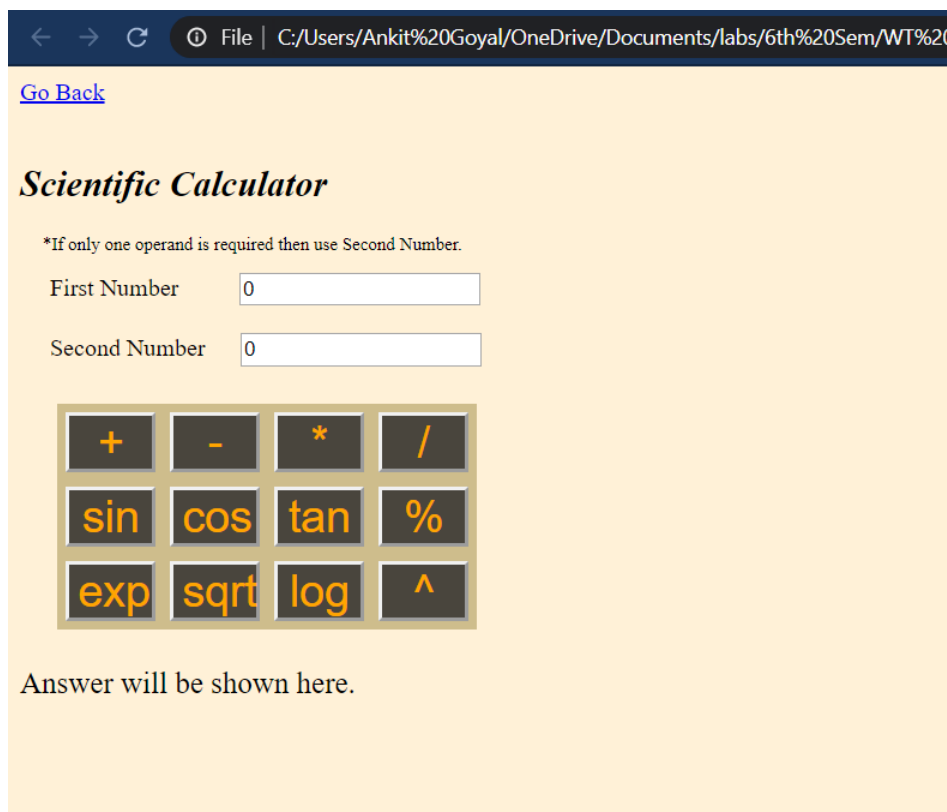 File | C:/Users/Ankit%20Goyal/OneDrive/Documents/labs/6th%20Sem/WT%20
Go Back
Scientific Calculator
*If only one operand is required then use Second Number.
First Number 0
Second Number 0
+ - * /
sin cos tan %
exp sqrt log ^
Answer will be shown here.